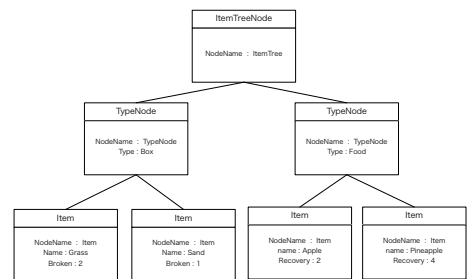 ItemTreeNode
NodeName : ItemTree
TypeNode
NodeName : TypeNode
Type : Box
TypeNode
NodeName : TypeNode
Type : Food
Item
NodeName : Item
Name : Grass
Broken : 2
Item
NodeName : Item
Name : Sand
Broken : 1
Item
NodeName : Item
name : Apple
Recovery : 2
Item
NodeName : Item
name : Pineapple
Recovery : 4